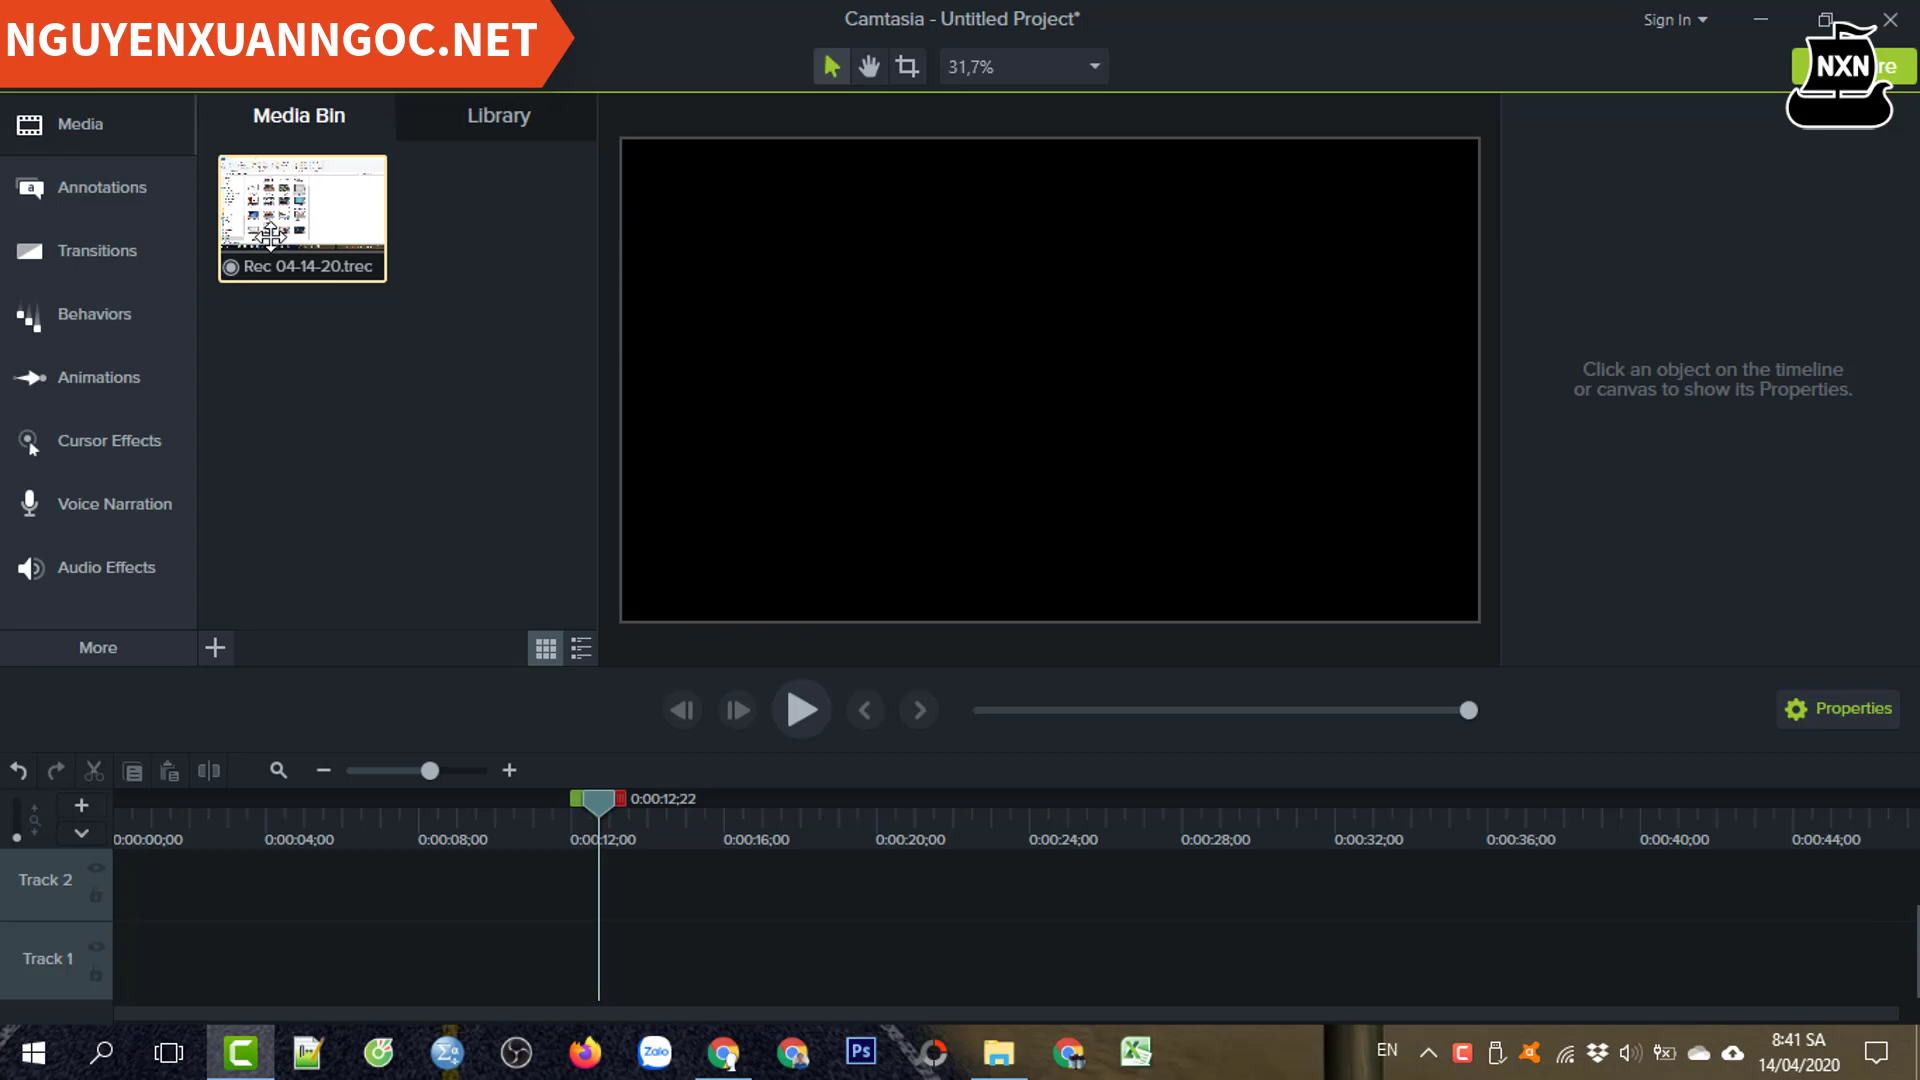 NGUYENXUANNGOC.NET
Camtasia - Untitled Project*
Sign In
31,7%
NXN
re
Media
Media Bin
Library
Annotations
Transitions
Behaviors
Animations
Cursor Effects
Voice Narration
Audio Effects
More
Rec 04-14-20.trec
Click an object on the timeline
or canvas to show its Properties.
Properties
0:00:12;22
0:00:00;00
0:00:04;00
0:00:08;00
0:00:12;00
0:00:16;00
0:00:20;00
0:00:24;00
0:00:28;00
0:00:32;00
0:00:36;00
0:00:40;00
0:00:44;00
Track 2
Track 1
Zalo
Ps
EN
8:41 SA
14/04/2020